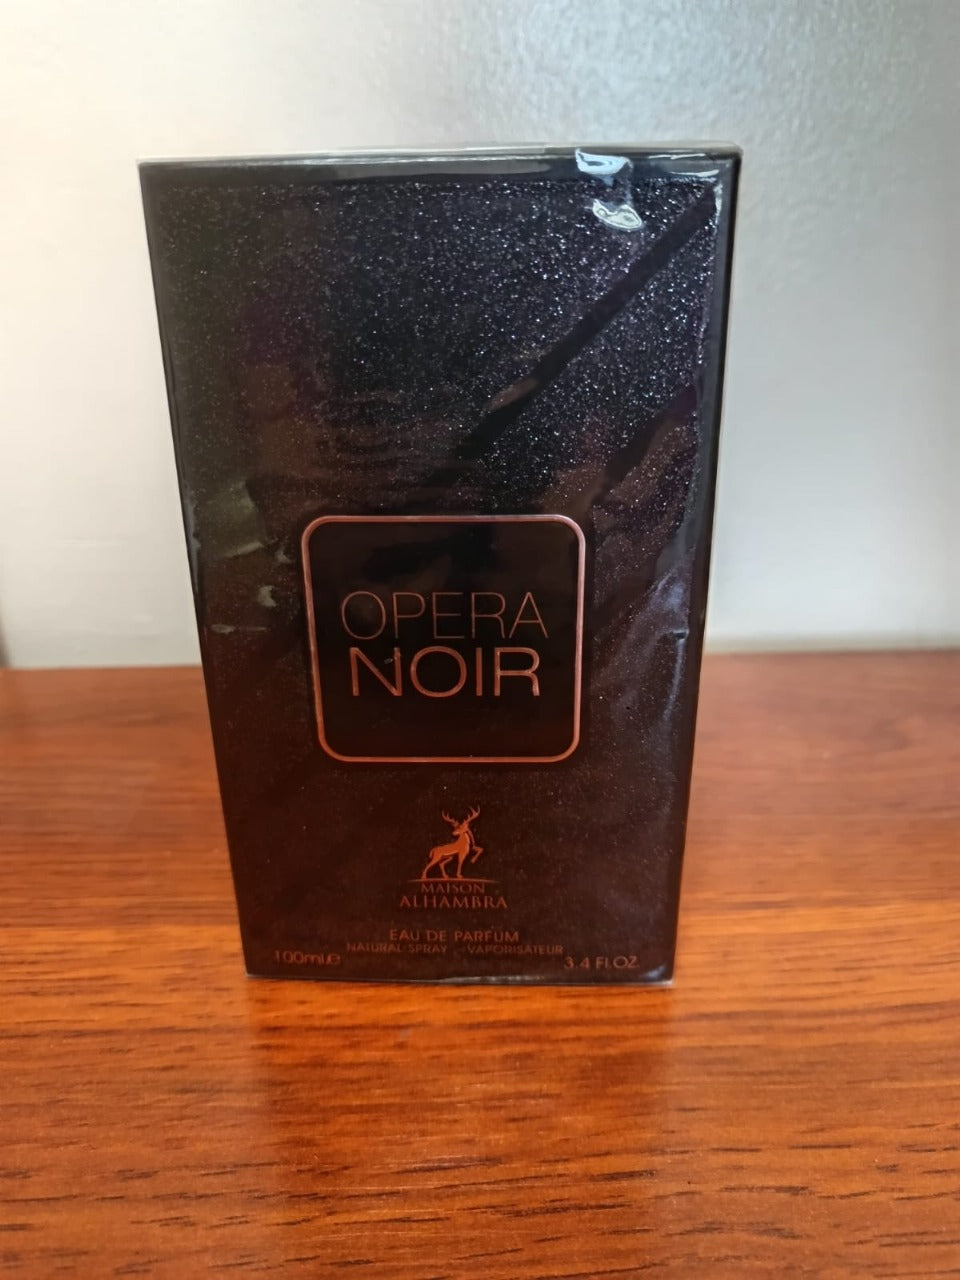 OPERA
NOIR
MAISON
ALHAMBRA
EAU DE PARFUM
NATURAL SPRAY - VAPORISATEUR
100ml℮ 3.4 FL.OZ.